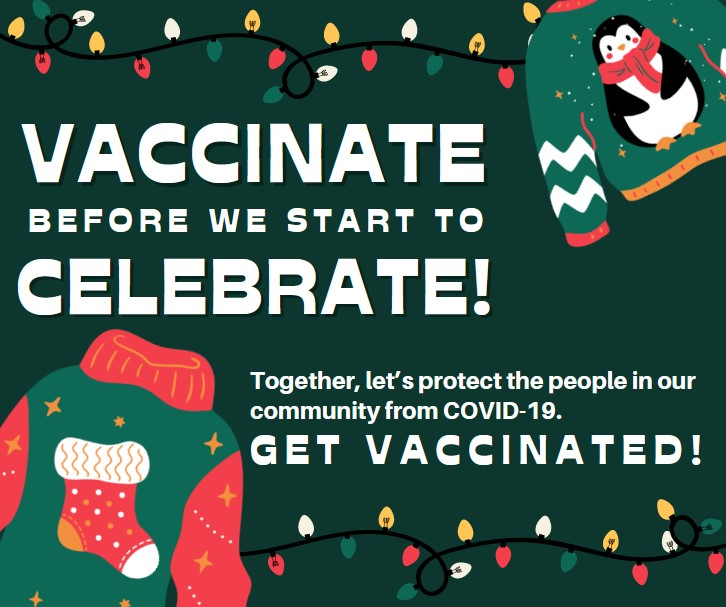 VACCINATE
BEFORE WE START TO
CELEBRATE!
Together, let's protect the people in our
community from COVID-19.
GET VACCINATED!